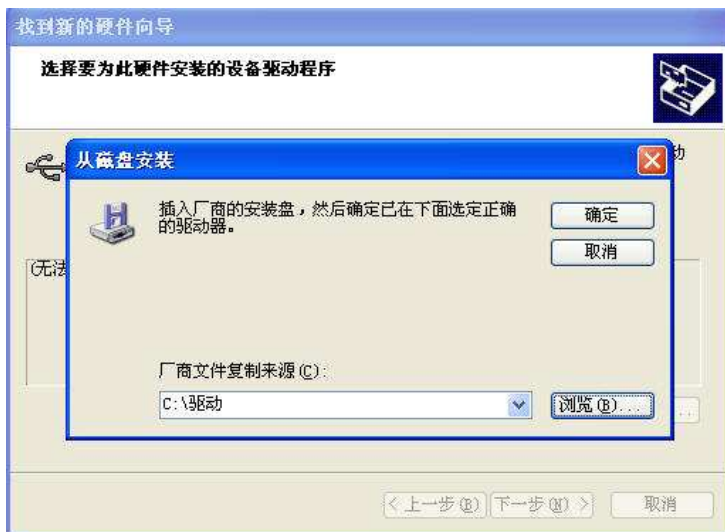 找到新的硬件向导
选择要为此硬件安装的设备驱动程序
动
从磁盘安装
插入厂商的安装盘，然后确定已在下面选定正确
的驱动器。
确定
取消
(无法
厂商文件复制来源(C):
C:\驱动
浏览(B)...
< 上一步(B)
下一步(N) >
取消